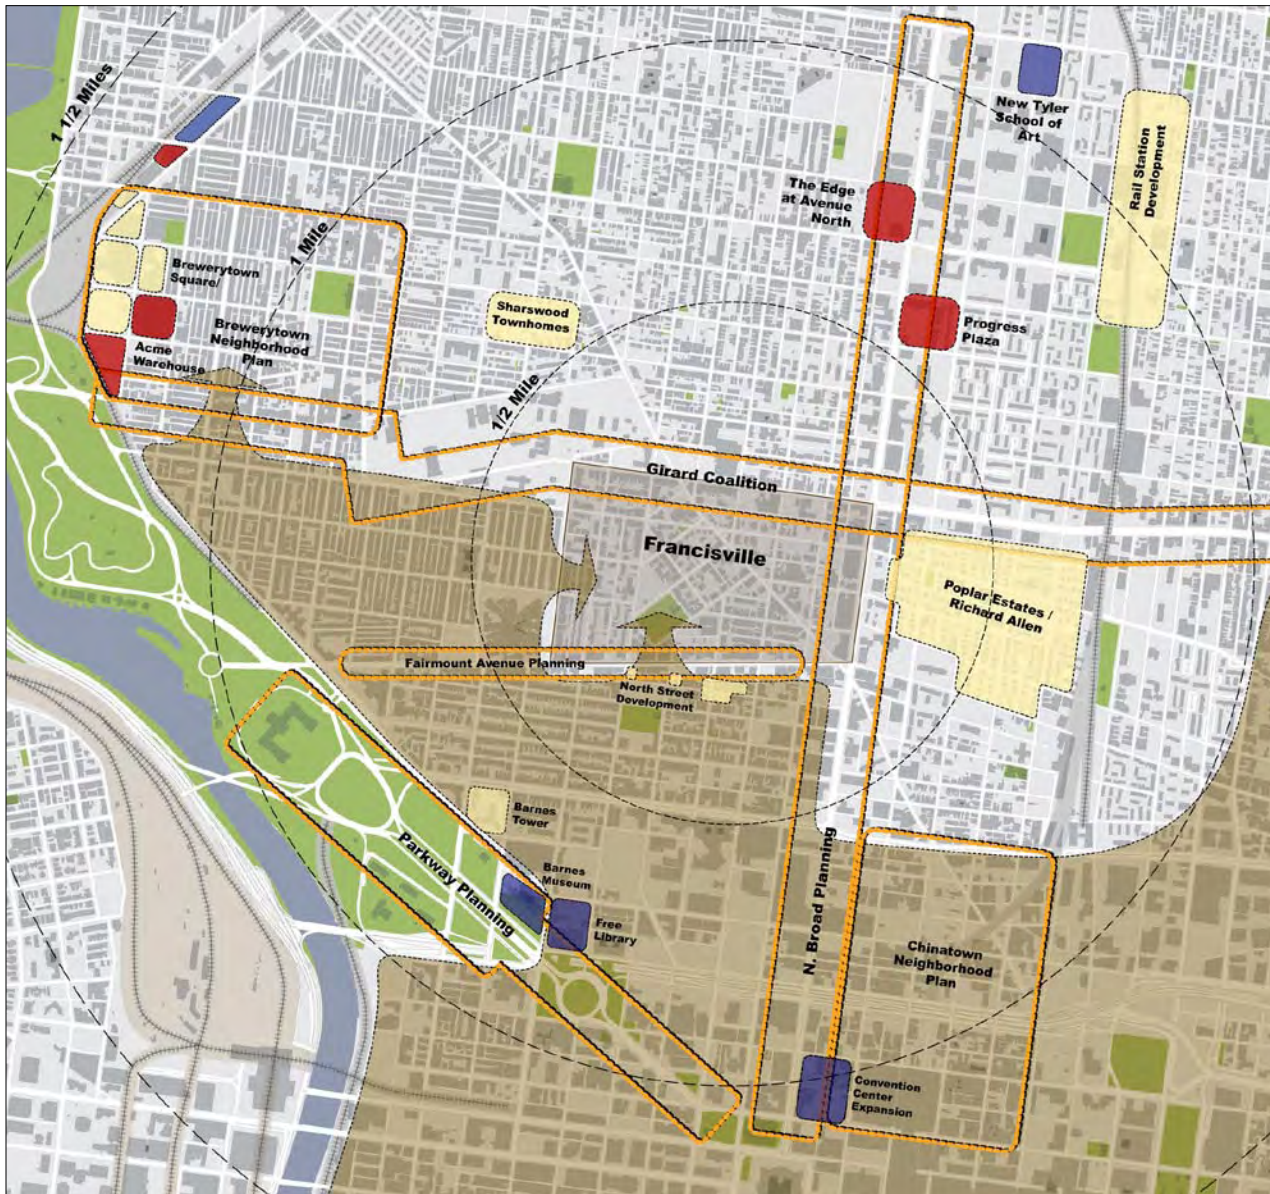 1 1/2 Miles
New Tyler
School of
Art
Rail Station
Development
The Edge
at Avenue
North
1 Mile
Brewerytown
Square/
Sharswood
Townhomes
Progress
Plaza
Brewerytown
Neighborhood
Plan
Acme
Warehouse
1/2 Mile
Girard Coalition
Francisville
Poplar Estates /
Richard Allen
Fairmount Avenue Planning
North Street
Development
Barnes
Tower
Parkway Planning
Barnes
Museum
Free
Library
N. Broad Planning
Chinatown
Neighborhood
Plan
Convention
Center
Expansion